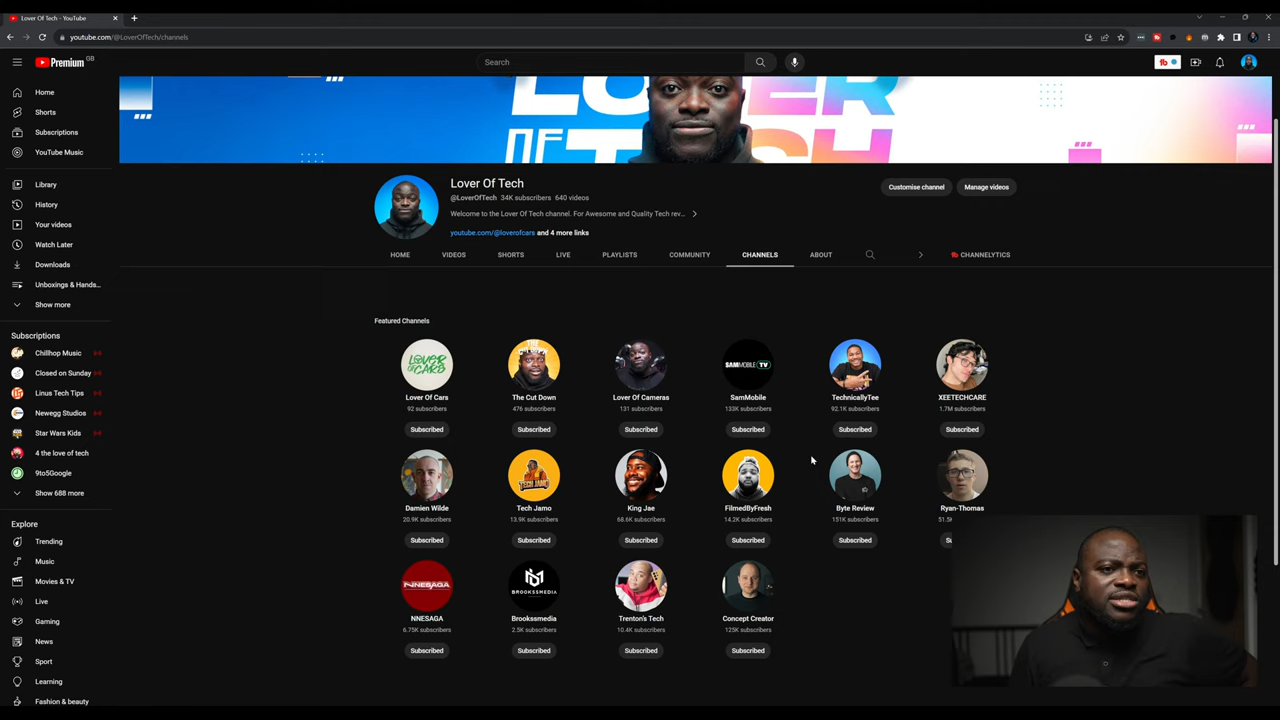 Lover Of Tech - YouTube
youtube.com/@LoverOfTech/channels
Premium GB
Search
LOVER
OF TECH
Home
Shorts
Subscriptions
YouTube Music
Library
History
Your videos
Watch Later
Downloads
Unboxings & Hands...
Show more
Subscriptions
Chillhop Music
Closed on Sunday
Linus Tech Tips
Newegg Studios
Star Wars Kids
4 the love of tech
9to5Google
Show 688 more
Explore
Trending
Music
Movies & TV
Live
Gaming
News
Sport
Learning
Fashion & beauty
Lover Of Tech
@LoverOfTech 34K subscribers 640 videos
Welcome to the Lover Of Tech channel. For Awesome and Quality Tech rev...
youtube.com/@loverofcars and 4 more links
Customise channel Manage videos
HOME VIDEOS SHORTS LIVE PLAYLISTS COMMUNITY CHANNELS ABOUT CHANNELYTICS
Featured Channels
Lover Of Cars The Cut Down Lover Of Cameras SamMobile TechnicallyTee XEETECHCARE
92 subscribers 476 subscribers 131 subscribers 133K subscribers 92.1K subscribers 1.7M subscribers
Subscribed Subscribed Subscribed Subscribed Subscribed Subscribed
Damien Wilde Tech Jamo King Jae FilmedByFresh Byte Review Ryan-Thomas
20.9K subscribers 13.9K subscribers 68.6K subscribers 14.2K subscribers 151K subscribers 51.5
Subscribed Subscribed Subscribed Subscribed Subscribed Su
NNESAGA Brookssmedia Trenton's Tech Concept Creator
6.75K subscribers 2.5K subscribers 10.4K subscribers 125K subscribers
Subscribed Subscribed Subscribed Subscribed